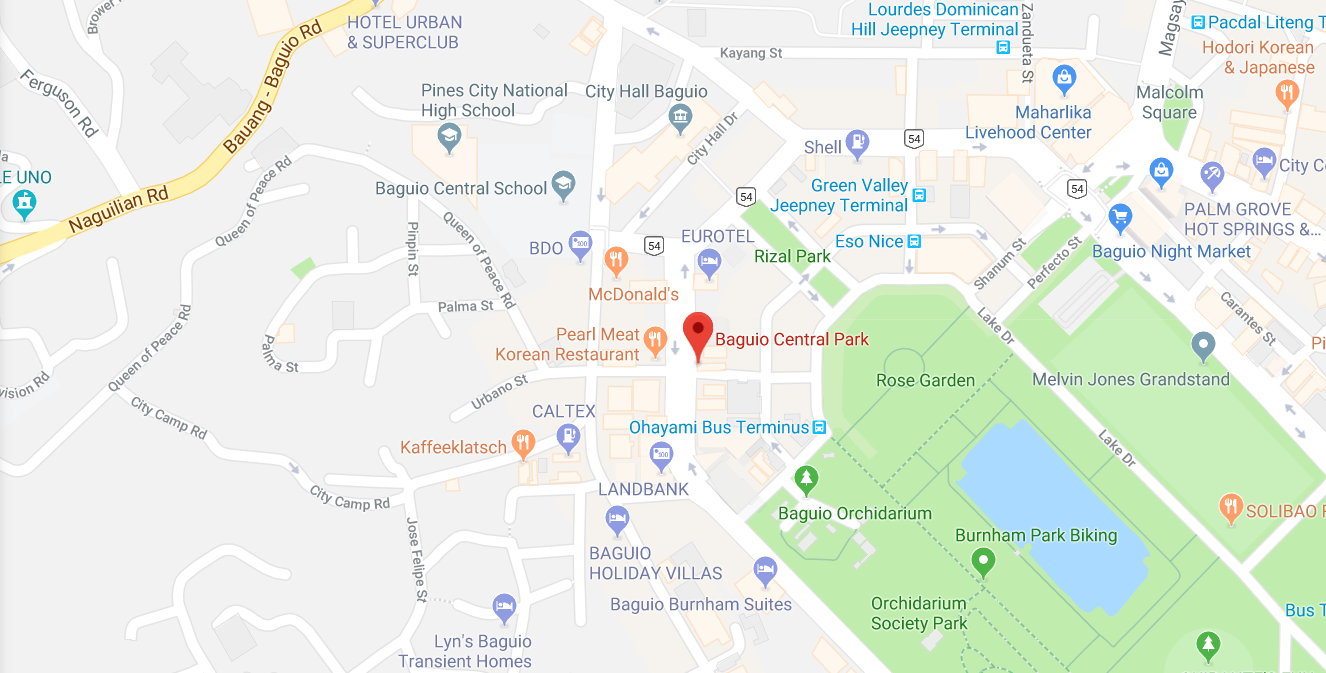 Brower
HOTEL URBAN
& SUPERCLUB
Lourdes Dominican
Hill Jeepney Terminal
Zandueta St
Magsay
Pacdal Liteng T
Kayang St
Hodori Korean
& Japanese
Bauang - Baguio Rd
Ferguson Rd
Pines City National
High School
City Hall Baguio
Maharlika
Livehood Center
Malcolm
Square
City Hall Dr
Shell
54
LE UNO
Naguilian Rd
Queen of Peace Rd
Baguio Central School
54
Green Valley
Jeepney Terminal
54
City C
PALM GROVE
HOT SPRINGS &...
Pinpin St
Queen of Peace Rd
BDO
54
EUROTEL
Rizal Park
Eso Nice
Shanum St
Perfecto St
Baguio Night Market
McDonald's
Palma St
Carantes St
Lake Dr
Palma St
Queen of Peace Rd
Pearl Meat
Korean Restaurant
Baguio Central Park
Pi
vision Rd
Urbano St
Rose Garden
Melvin Jones Grandstand
City Camp Rd
CALTEX
Kaffeeklatsch
Ohayami Bus Terminus
Lake Dr
City Camp Rd
LANDBANK
Baguio Orchidarium
SOLIBAO
Jose Felipe St
BAGUIO
HOLIDAY VILLAS
Burnham Park Biking
Baguio Burnham Suites
Orchidarium
Society Park
Bus T
Lyn's Baguio
Transient Homes